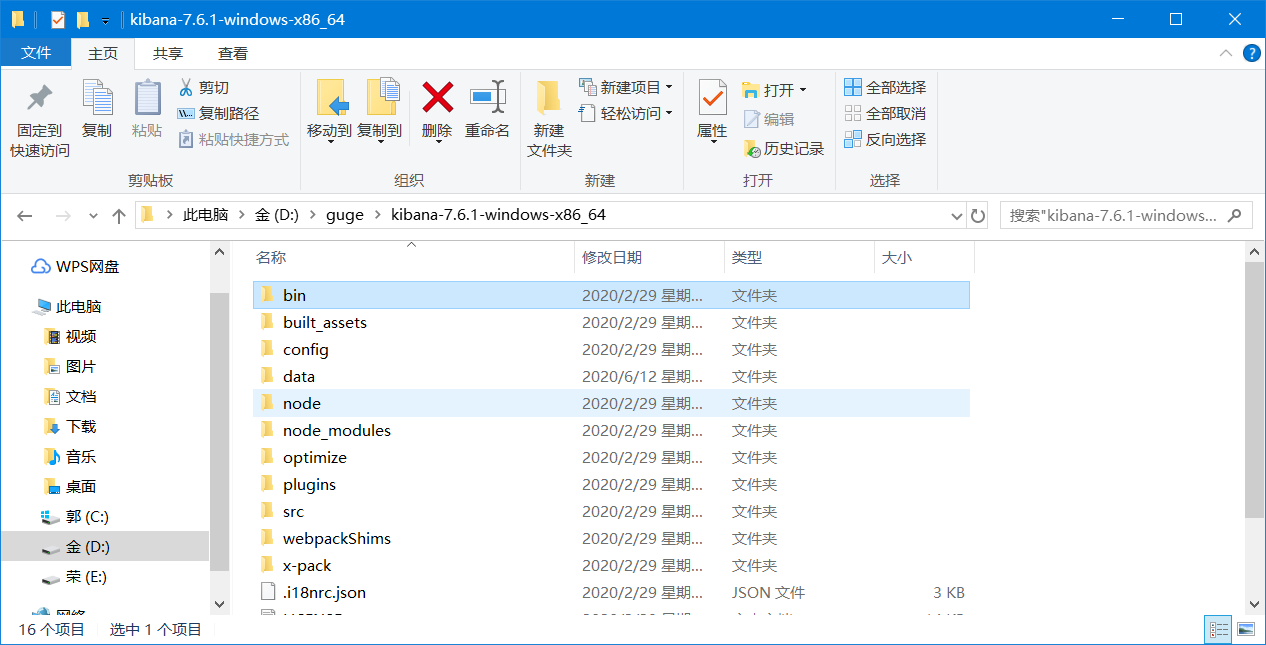 kibana-7.6.1-windows-x86_64
文件 主页 共享 查看
固定到
快速访问
复制
粘贴
剪切
复制路径
粘贴快捷方式
剪贴板
移动到
复制到
删除
重命名
组织
新建
文件夹
新建项目
轻松访问
新建
属性
打开
编辑
历史记录
打开
全部选择
全部取消
反向选择
选择
此电脑 金 (D:) guge kibana-7.6.1-windows-x86_64
搜索"kibana-7.6.1-windows...
WPS网盘
此电脑
视频
图片
文档
下载
音乐
桌面
郭 (C:)
金 (D:)
荣 (E:)
网络
名称 修改日期 类型 大小
bin 2020/2/29 星期... 文件夹
built_assets 2020/2/29 星期... 文件夹
config 2020/2/29 星期... 文件夹
data 2020/6/12 星期... 文件夹
node 2020/2/29 星期... 文件夹
node_modules 2020/2/29 星期... 文件夹
optimize 2020/2/29 星期... 文件夹
plugins 2020/2/29 星期... 文件夹
src 2020/2/29 星期... 文件夹
webpackShims 2020/2/29 星期... 文件夹
x-pack 2020/2/29 星期... 文件夹
.i18nrc.json 2020/2/29 星期... JSON 文件 3 KB
16 个项目 选中 1 个项目